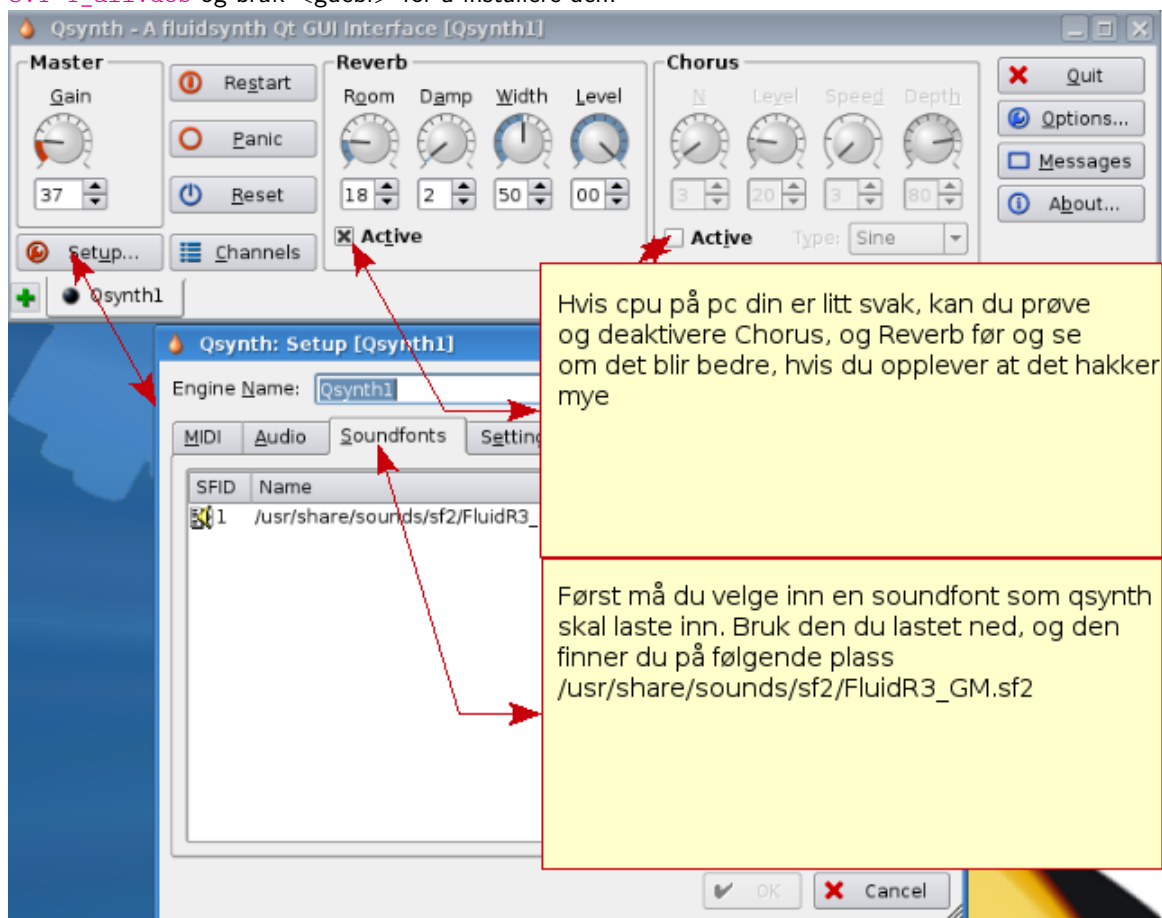 Qsynth - A fluidsynth Qt GUI Interface [Qsynth1]
Master
Gain
37
Setup...
Restart
Panic
Reset
Channels
Reverb
Room Damp Width Level
18 2 50 00
Active
Chorus
N Level Speed Depth
3 20 3 80
Active Type: Sine
Quit
Options...
Messages
About...
Qsynth1
Hvis cpu på pc din er litt svak, kan du prøve
og deaktivere Chorus, og Reverb før og se
om det blir bedre, hvis du opplever at det hakker
mye
Qsynth: Setup [Qsynth1]
Engine Name: Qsynth1
MIDI Audio Soundfonts
SFID Name
1 /usr/share/sounds/sf2/FluidR3_
Først må du velge inn en soundfont som qsynth
skal laste inn. Bruk den du lastet ned, og den
finner du på følgende plass
/usr/share/sounds/sf2/FluidR3_GM.sf2
OK Cancel